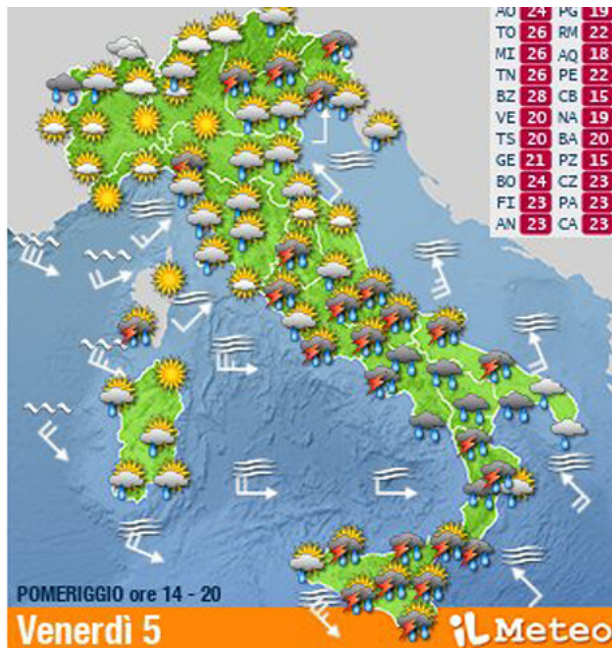 AO 24 PG 19
TO 26 RM 22
MI 26 AQ 18
TN 26 PE 22
BZ 28 CB 15
VE 20 NA 19
TS 20 BA 20
GE 21 PZ 15
BO 24 CZ 23
FI 23 PA 23
AN 23 CA 23
POMERIGGIO ore 14 - 20
Venerdì 5
iL Meteo